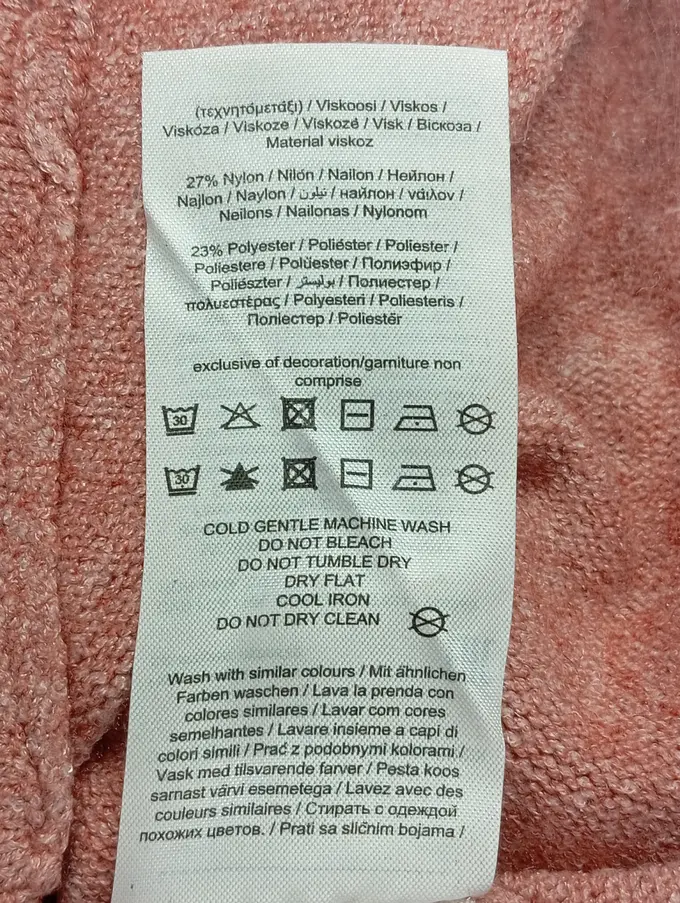 (τεχνητόμετάξι) / Viskoosi / Viskos /
Viskóza / Viskoze / Viskozė / Visk / Віскоза /
Material viskoz
27% Nylon / Nilón / Nailon / Нейлон /
Najlon / Naylon / نيلون / найлон / νάιλον /
Neilons / Nailonas / Nylonom
23% Polyester / Poliéster / Poliester /
Poliestere / Polüester / Полиэфир /
Poliészter / بوليستر / Полиестер /
πολυεστέρας / Polyesteri / Poliesteris /
Поліестер / Poliestēr
exclusive of decoration/garniture non
comprise
30
30
COLD GENTLE MACHINE WASH
DO NOT BLEACH
DO NOT TUMBLE DRY
DRY FLAT
COOL IRON
DO NOT DRY CLEAN
Wash with similar colours / Mit ähnlichen
Farben waschen / Lava la prenda con
colores similares / Lavar com cores
semelhantes / Lavare insieme a capi di
colori simili / Prać z podobnymi kolorami /
Vask med tilsvarende farver / Pesta koos
sarnast värvi esemetega / Lavez avec des
couleurs similaires / Стирать с одеждой
похожих цветов. / Prati sa sličnim bojama /